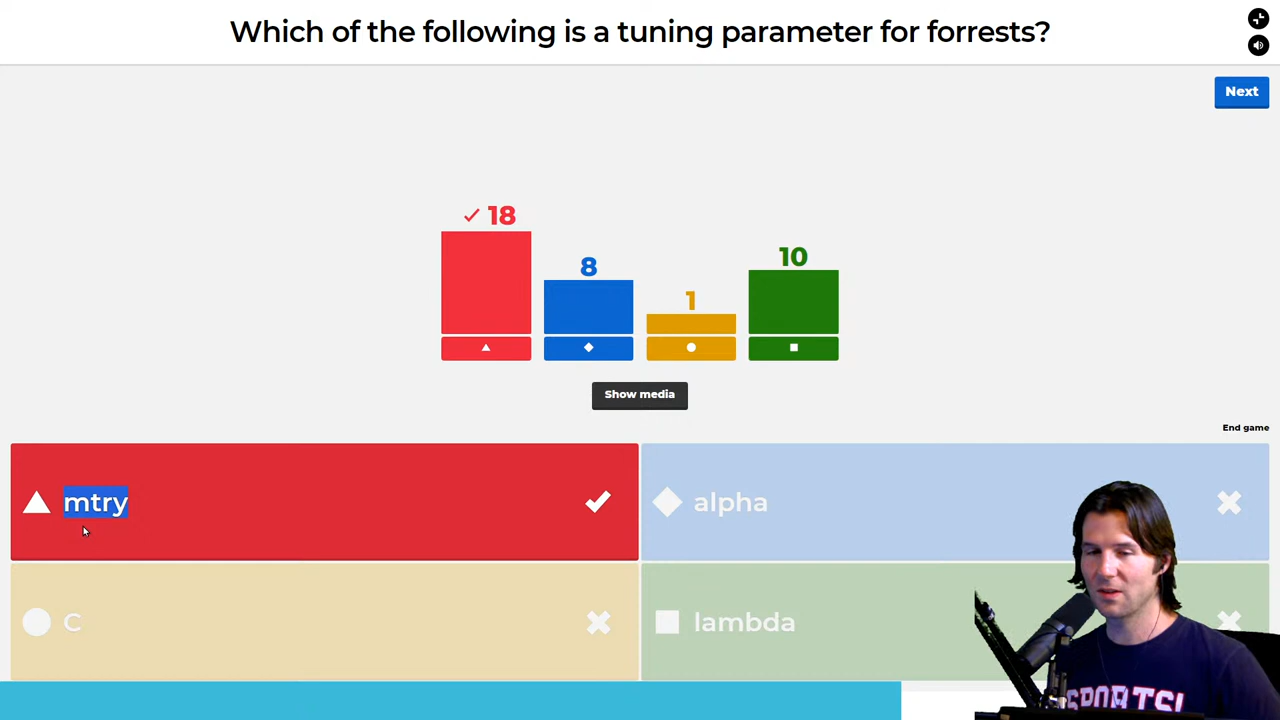 Which of the following is a tuning parameter for forrests?
Next
18
8
1
10
Show media
End game
mtry
alpha
C
lambda
SPORTS!